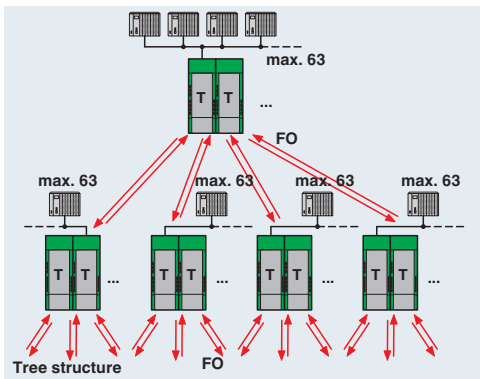 max. 63
T T ...
FO
max. 63 max. 63 max. 63 max. 63
T T ... T T ... T T ... T T ...
Tree structure FO